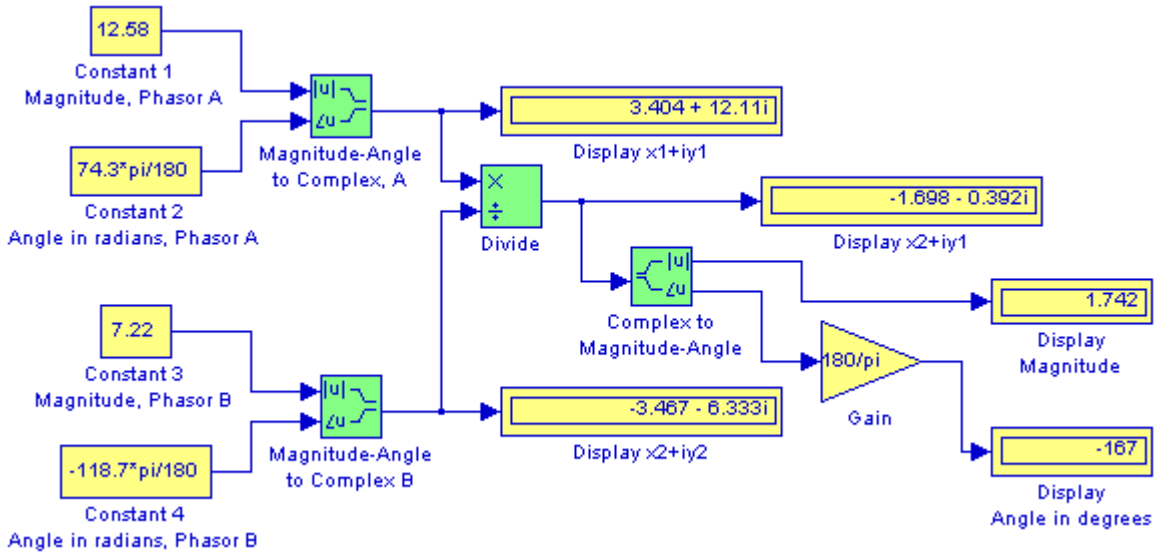 12.58
Constant 1
Magnitude, Phasor A
|u|
∠u
Magnitude-Angle
to Complex, A
3.404 + 12.11i
Display x1+iy1
74.3*pi/180
Constant 2
Angle in radians, Phasor A
×
÷
Divide
-1.698 - 0.392i
Display x2+iy1
|u|
∠u
Complex to
Magnitude-Angle
1.742
Display
Magnitude
7.22
Constant 3
Magnitude, Phasor B
|u|
∠u
Magnitude-Angle
to Complex B
-3.467 - 6.333i
Display x2+iy2
180/pi
Gain
-167
Display
Angle in degrees
-118.7*pi/180
Constant 4
Angle in radians, Phasor B